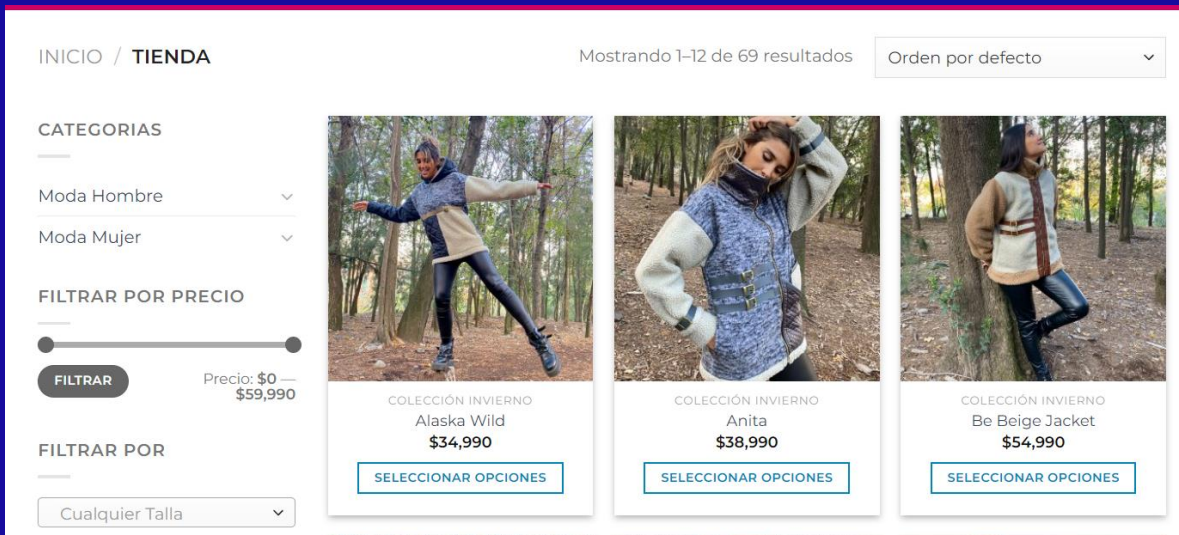 INICIO / TIENDA
Mostrando 1–12 de 69 resultados
Orden por defecto
CATEGORIAS
Moda Hombre
Moda Mujer
FILTRAR POR PRECIO
FILTRAR
Precio: $0 —
$59,990
FILTRAR POR
Cualquier Talla
COLECCIÓN INVIERNO
Alaska Wild
$34,990
SELECCIONAR OPCIONES
COLECCIÓN INVIERNO
Anita
$38,990
SELECCIONAR OPCIONES
COLECCIÓN INVIERNO
Be Beige Jacket
$54,990
SELECCIONAR OPCIONES